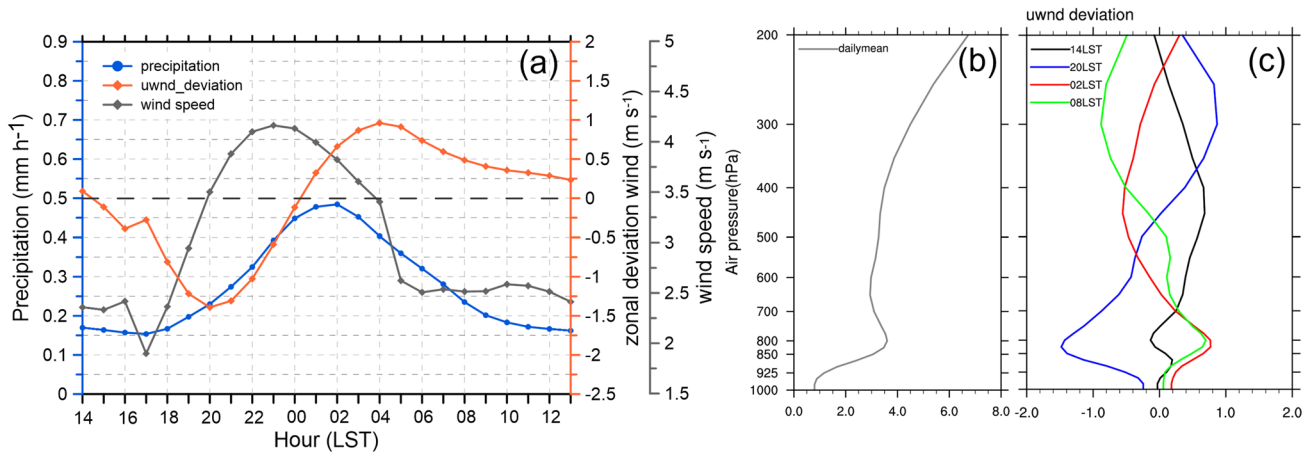 (a)
precipitation
uwnd_deviation
wind speed
0.9
0.8
0.7
0.6
0.5
0.4
0.3
0.2
0.1
0
Precipitation (mm h-1)
14 16 18 20 22 00 02 04 06 08 10 12
Hour (LST)
2
1.5
1
0.5
0
-0.5
-1
-1.5
-2
-2.5
zonal deviation wind (m s-1)
5
4.5
4
3.5
3
2.5
2
1.5
wind speed (m s-1)
(b)
dailymean
200
300
400
500
600
700
800
850
925
1000
Air pressure(hPa)
0.0 2.0 4.0 6.0 8.0
uwnd deviation
(c)
14LST
20LST
02LST
08LST
-2.0 -1.0 0.0 1.0 2.0